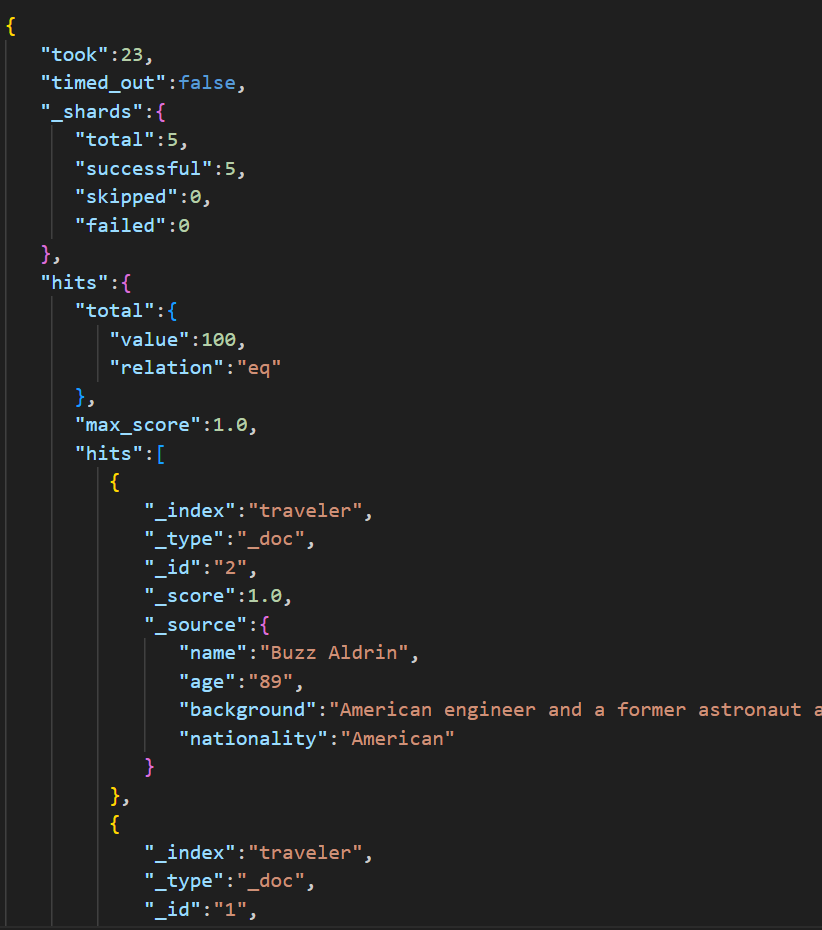 {
"took":23,
"timed_out":false,
"_shards":{
"total":5,
"successful":5,
"skipped":0,
"failed":0
},
"hits":{
"total":{
"value":100,
"relation":"eq"
},
"max_score":1.0,
"hits":[
{
"_index":"traveler",
"_type":"_doc",
"_id":"2",
"_score":1.0,
"_source":{
"name":"Buzz Aldrin",
"age":"89",
"background":"American engineer and a former astronaut a
"nationality":"American"
}
},
{
"_index":"traveler",
"_type":"_doc",
"_id":"1",